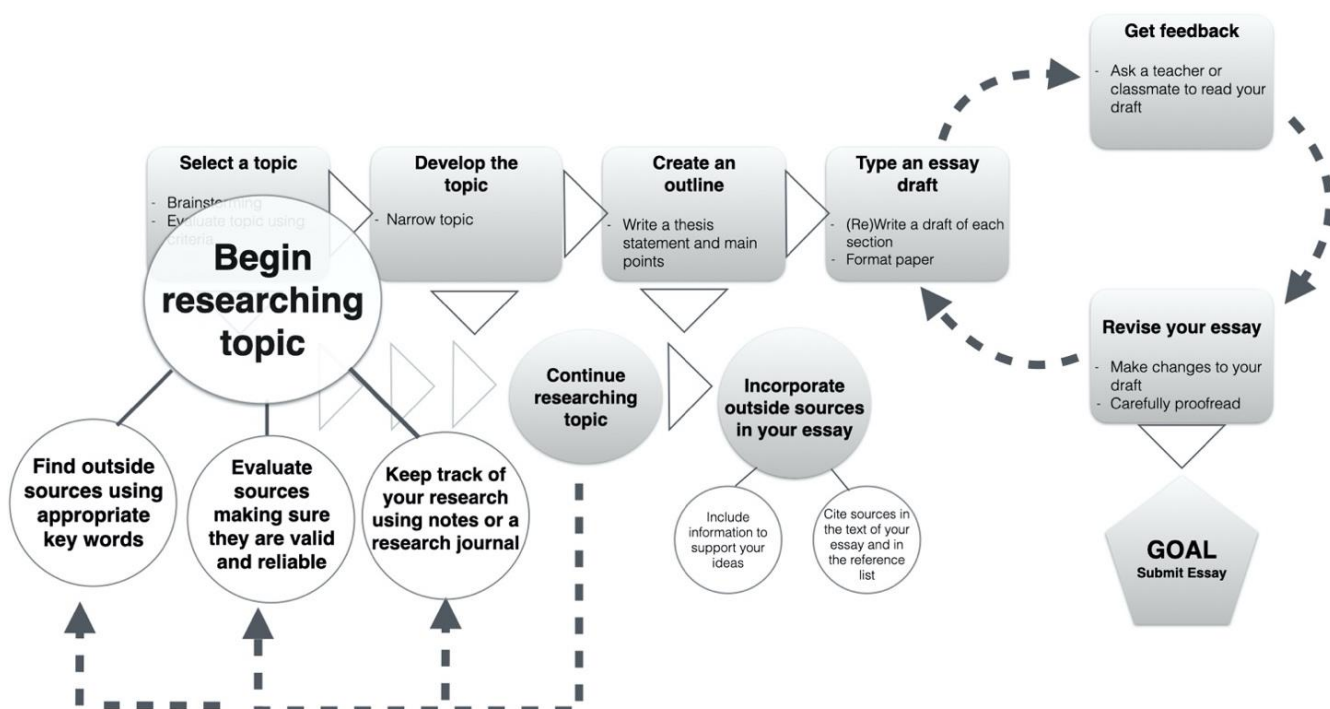 Get feedback
- Ask a teacher or
classmate to read your
draft
Select a topic
- Brainstorming
- Evaluate topic using
criteria
Develop the
topic
- Narrow topic
Create an
outline
- Write a thesis
statement and main
points
Type an essay
draft
- (Re)Write a draft of each
section
- Format paper
Begin
researching
topic
Revise your essay
- Make changes to your
draft
- Carefully proofread
Continue
researching
topic
Incorporate
outside sources
in your essay
Find outside
sources using
appropriate
key words
Evaluate
sources
making sure
they are valid
and reliable
Keep track of
your research
using notes or a
research journal
Include
information to
support your
ideas
Cite sources in
the text of your
essay and in
the reference
list
GOAL
Submit Essay